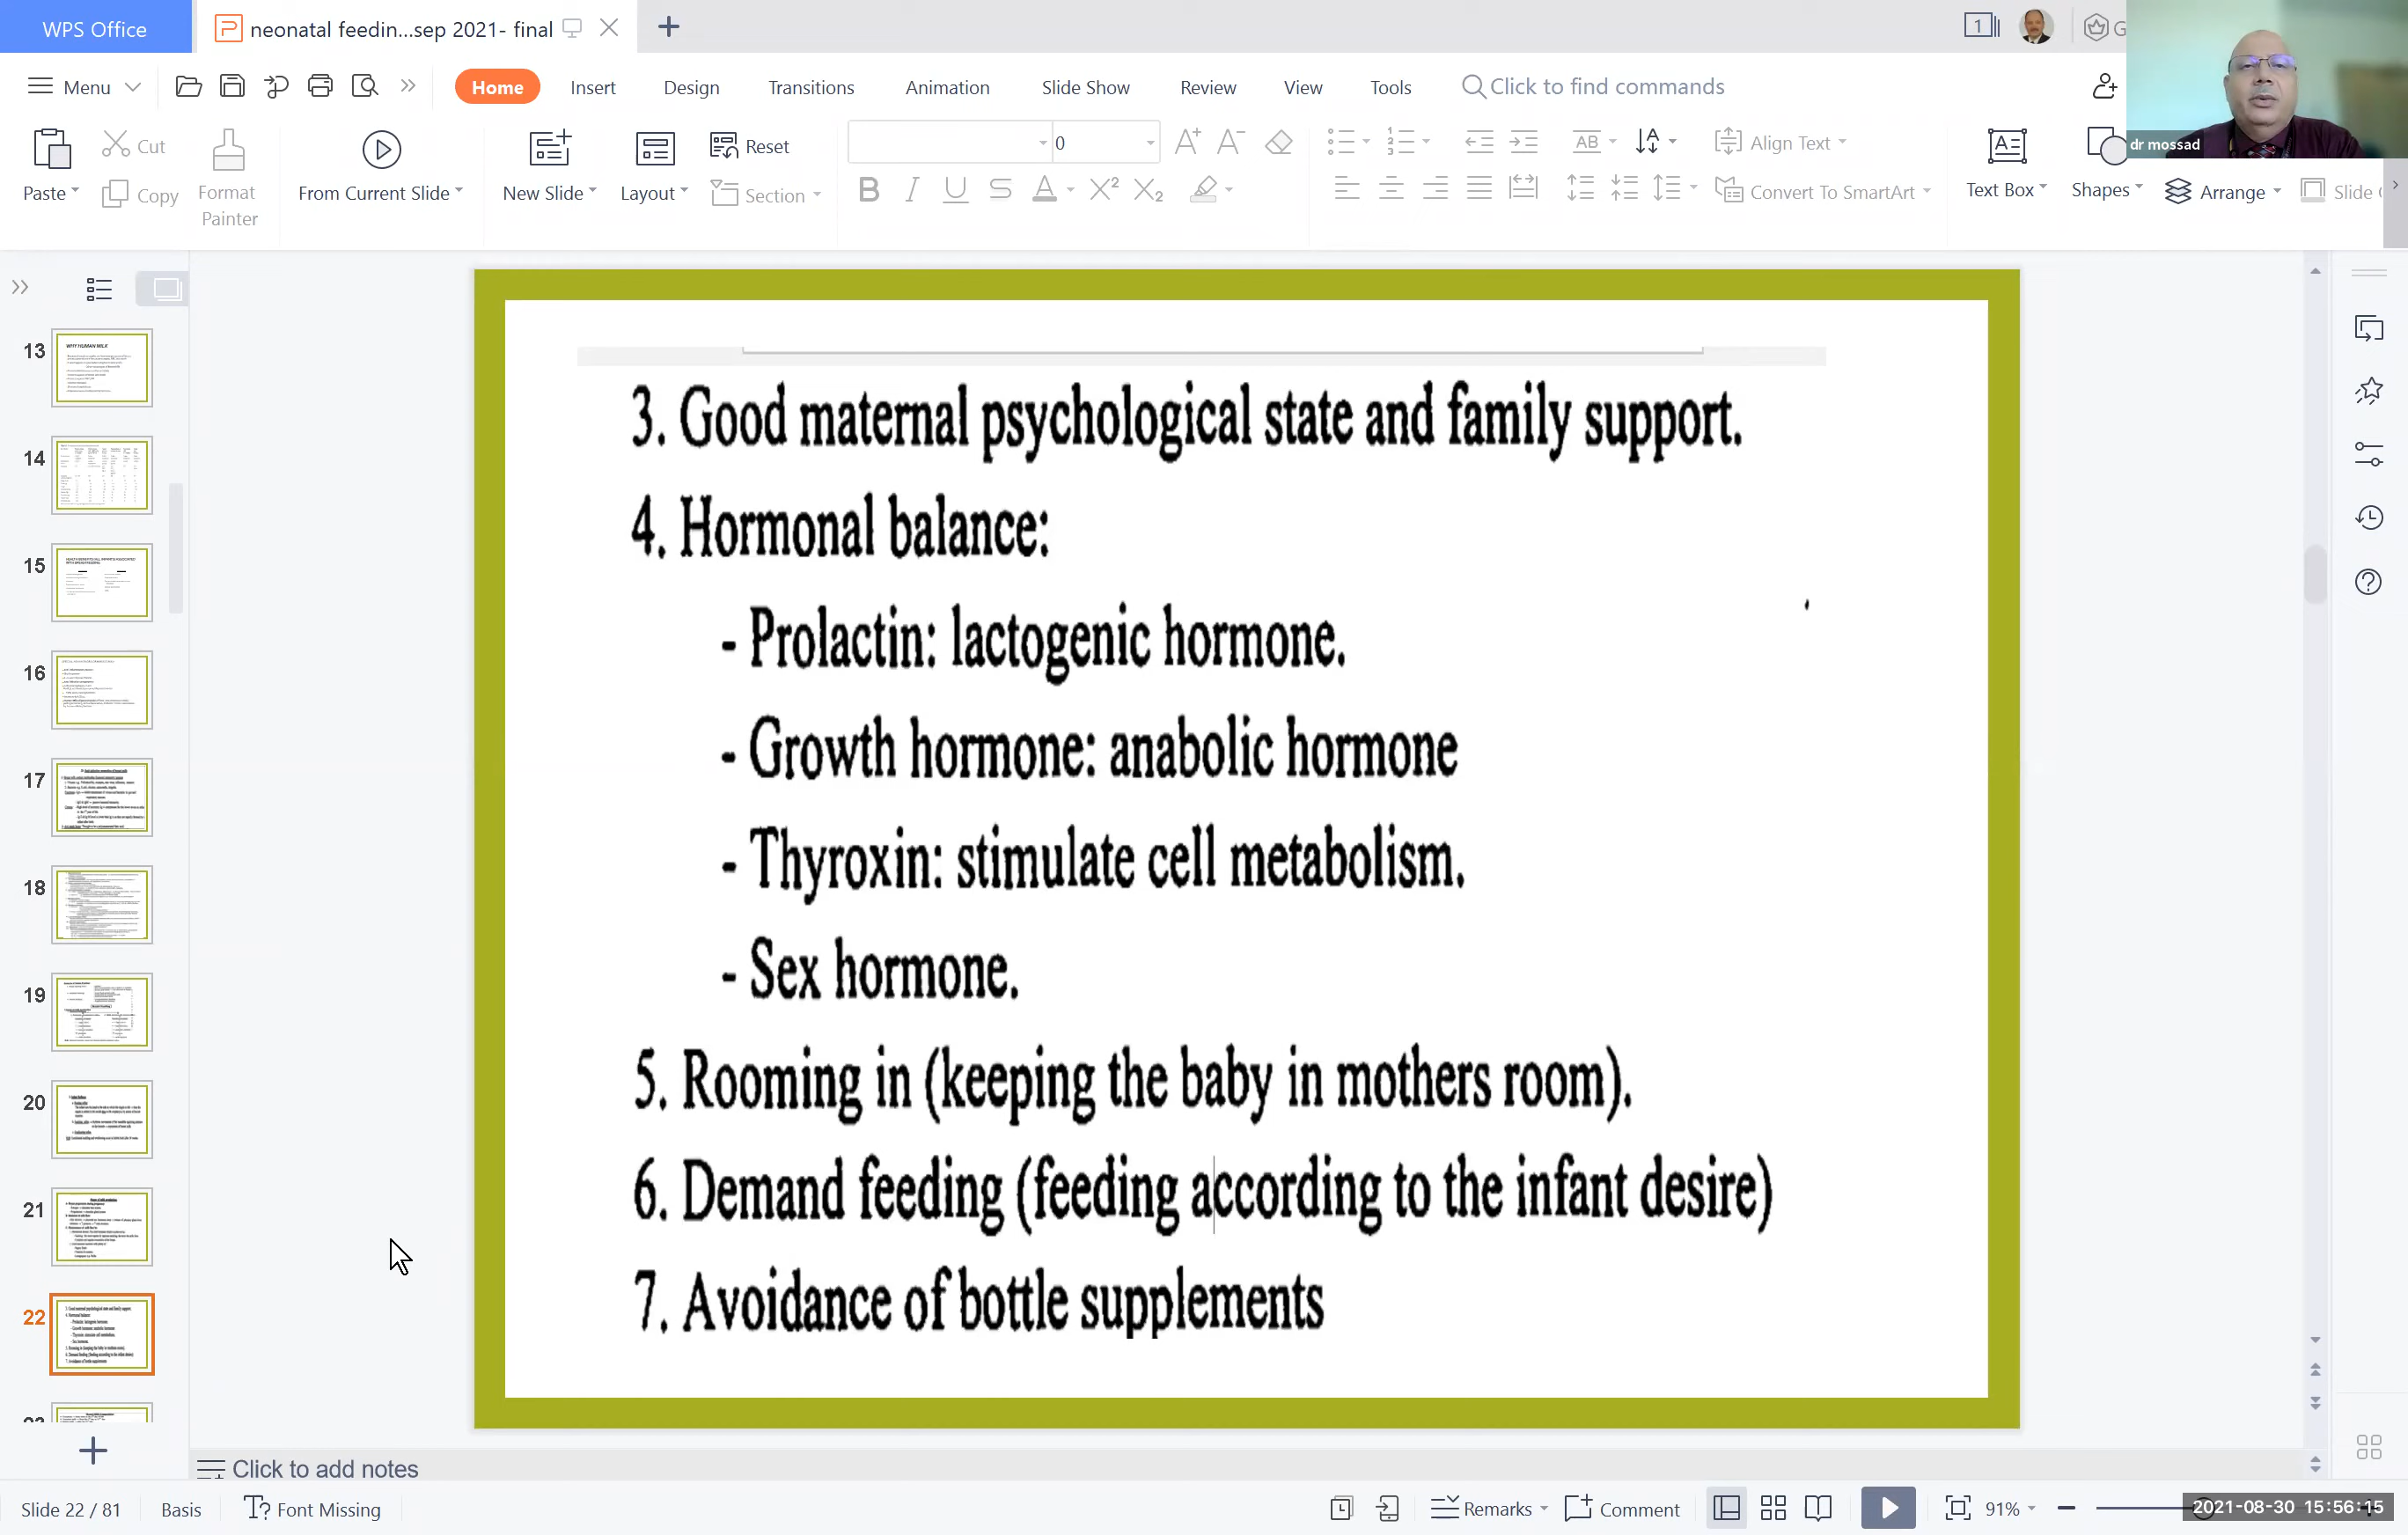 WPS Office
neonatal feedin...sep 2021- final
1
G
Menu
Home
Insert
Design
Transitions
Animation
Slide Show
Review
View
Tools
Click to find commands
dr mossad
Paste
Cut
Copy
Format
Painter
From Current Slide
New Slide
Layout
Reset
Section
0
Align Text
Convert To SmartArt
Text Box
Shapes
Arrange
Slide
13
WHY HUMAN MILK
14
15
16
17
18
19
20
21
22
3. Good maternal psychological state and family support.
4. Hormonal balance:
- Prolactin: lactogenic hormone.
- Growth hormone: anabolic hormone
- Thyroxin: stimulate cell metabolism.
- Sex hormone.
5. Rooming in (keeping the baby in mothers room).
6. Demand feeding (feeding according to the infant desire)
7. Avoidance of bottle supplements
Click to add notes
Slide 22 / 81
Basis
Font Missing
Remarks
Comment
91%
2021-08-30 15:56:15